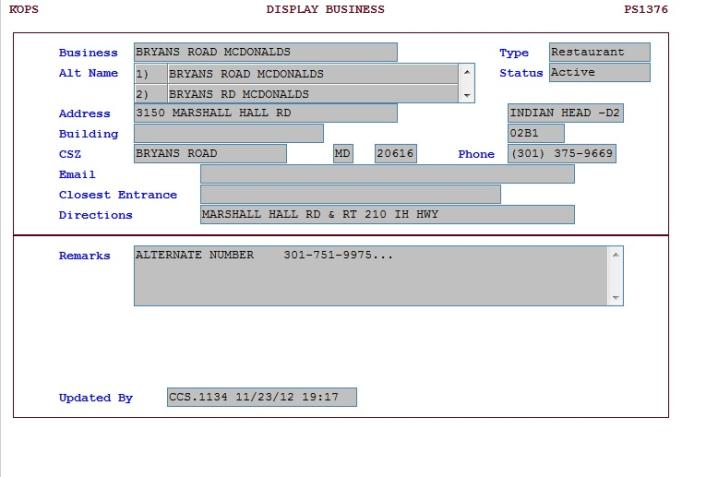 KOPS DISPLAY BUSINESS PS1376
Business BRYANS ROAD MCDONALDS Type Restaurant
Alt Name 1) BRYANS ROAD MCDONALDS Status Active
2) BRYANS RD MCDONALDS
Address 3150 MARSHALL HALL RD INDIAN HEAD -D2
Building 02B1
CSZ BRYANS ROAD MD 20616 Phone (301) 375-9669
Email
Closest Entrance
Directions MARSHALL HALL RD & RT 210 IH HWY
Remarks ALTERNATE NUMBER 301-751-9975...
Updated By CCS.1134 11/23/12 19:17